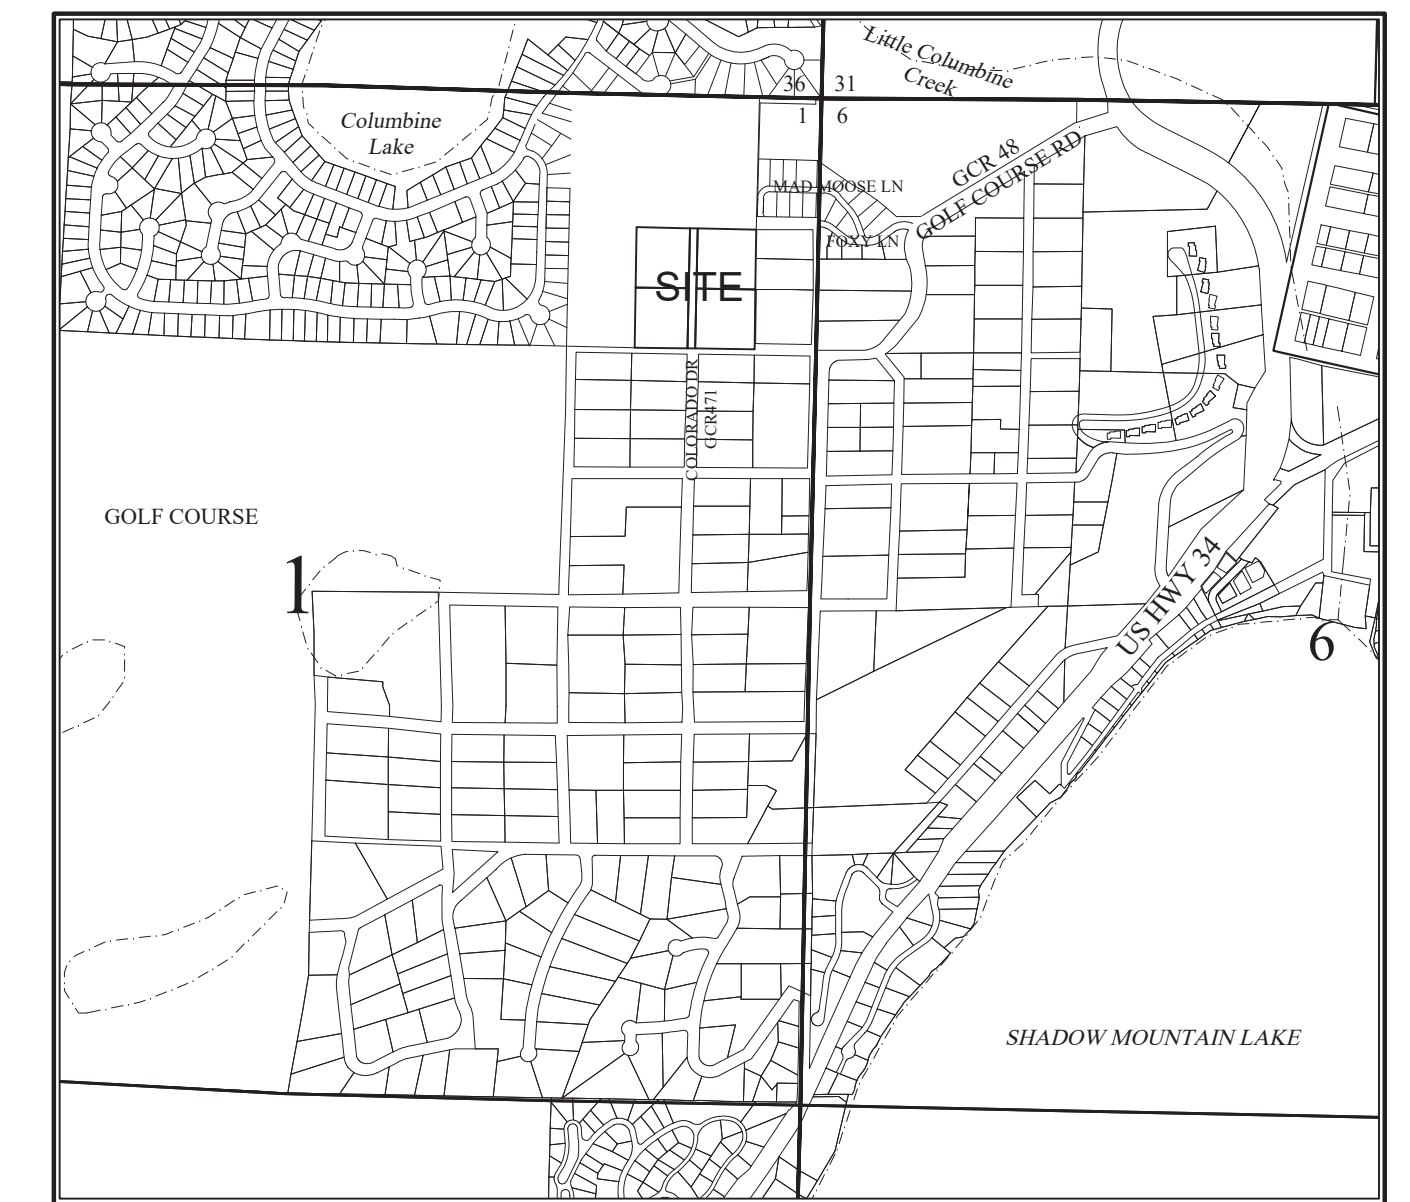 Little Columbine
Creek
36 31
1 6
Columbine
Lake
GCR 48
GOLF COURSE RD
MAD MOOSE LN
FOXY LN
SITE
COLORADO DR
GCR471
GOLF COURSE
1
US HWY 34
6
SHADOW MOUNTAIN LAKE